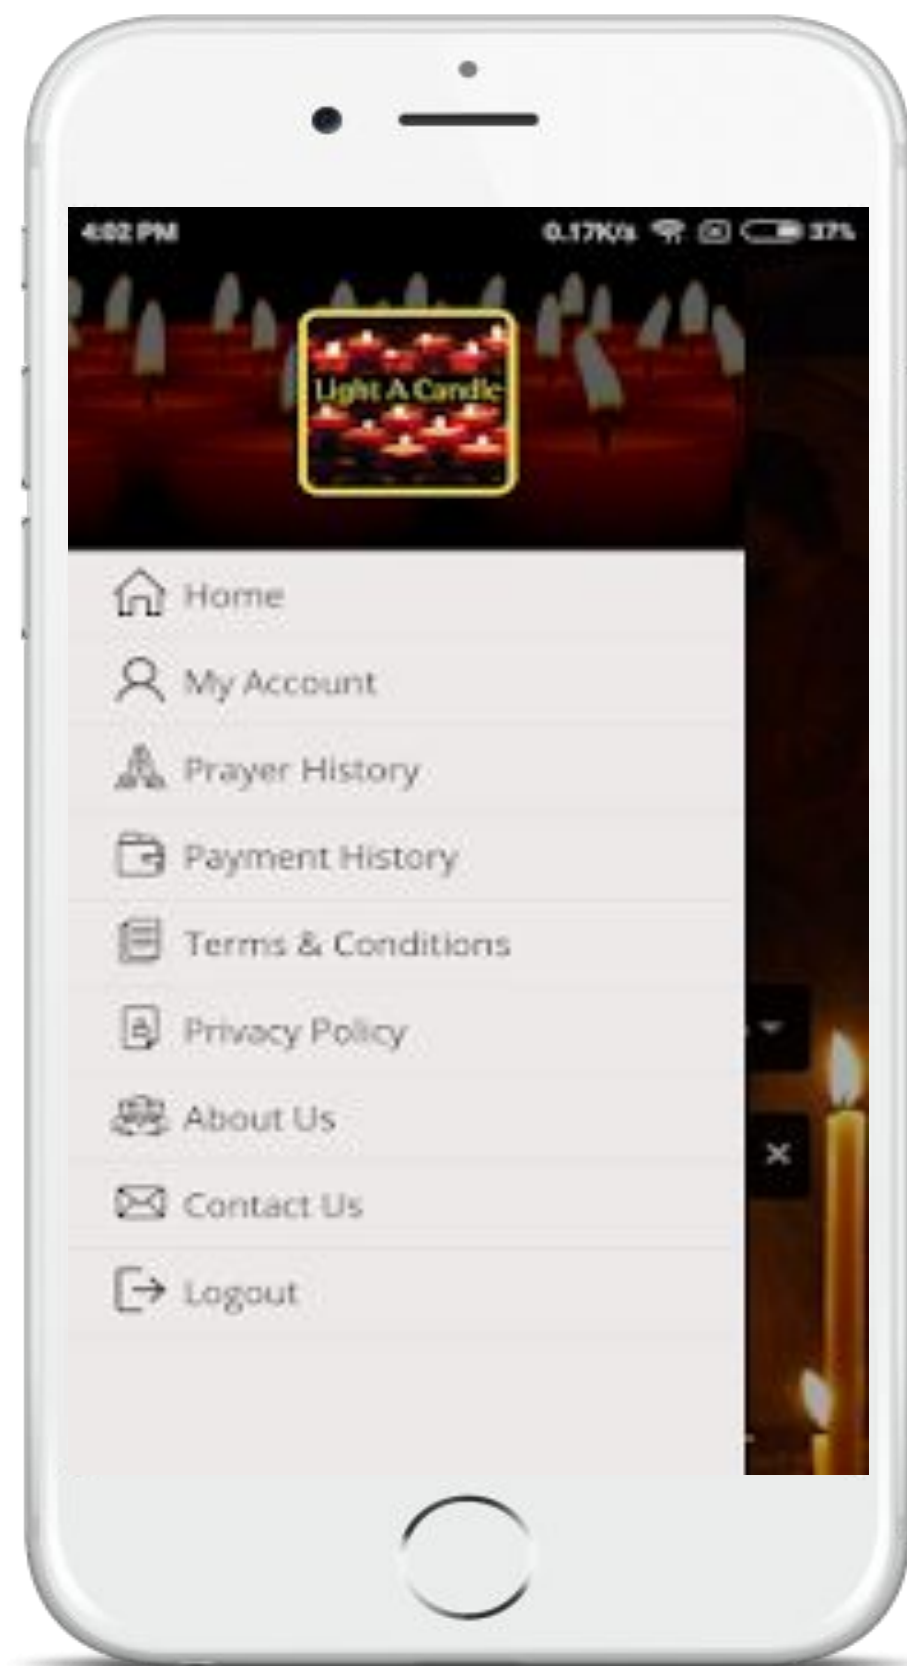 4:02 PM 0.17K/s 37%
Light A Candle
Home
My Account
Prayer History
Payment History
Terms & Conditions
Privacy Policy
About Us
Contact Us
Logout